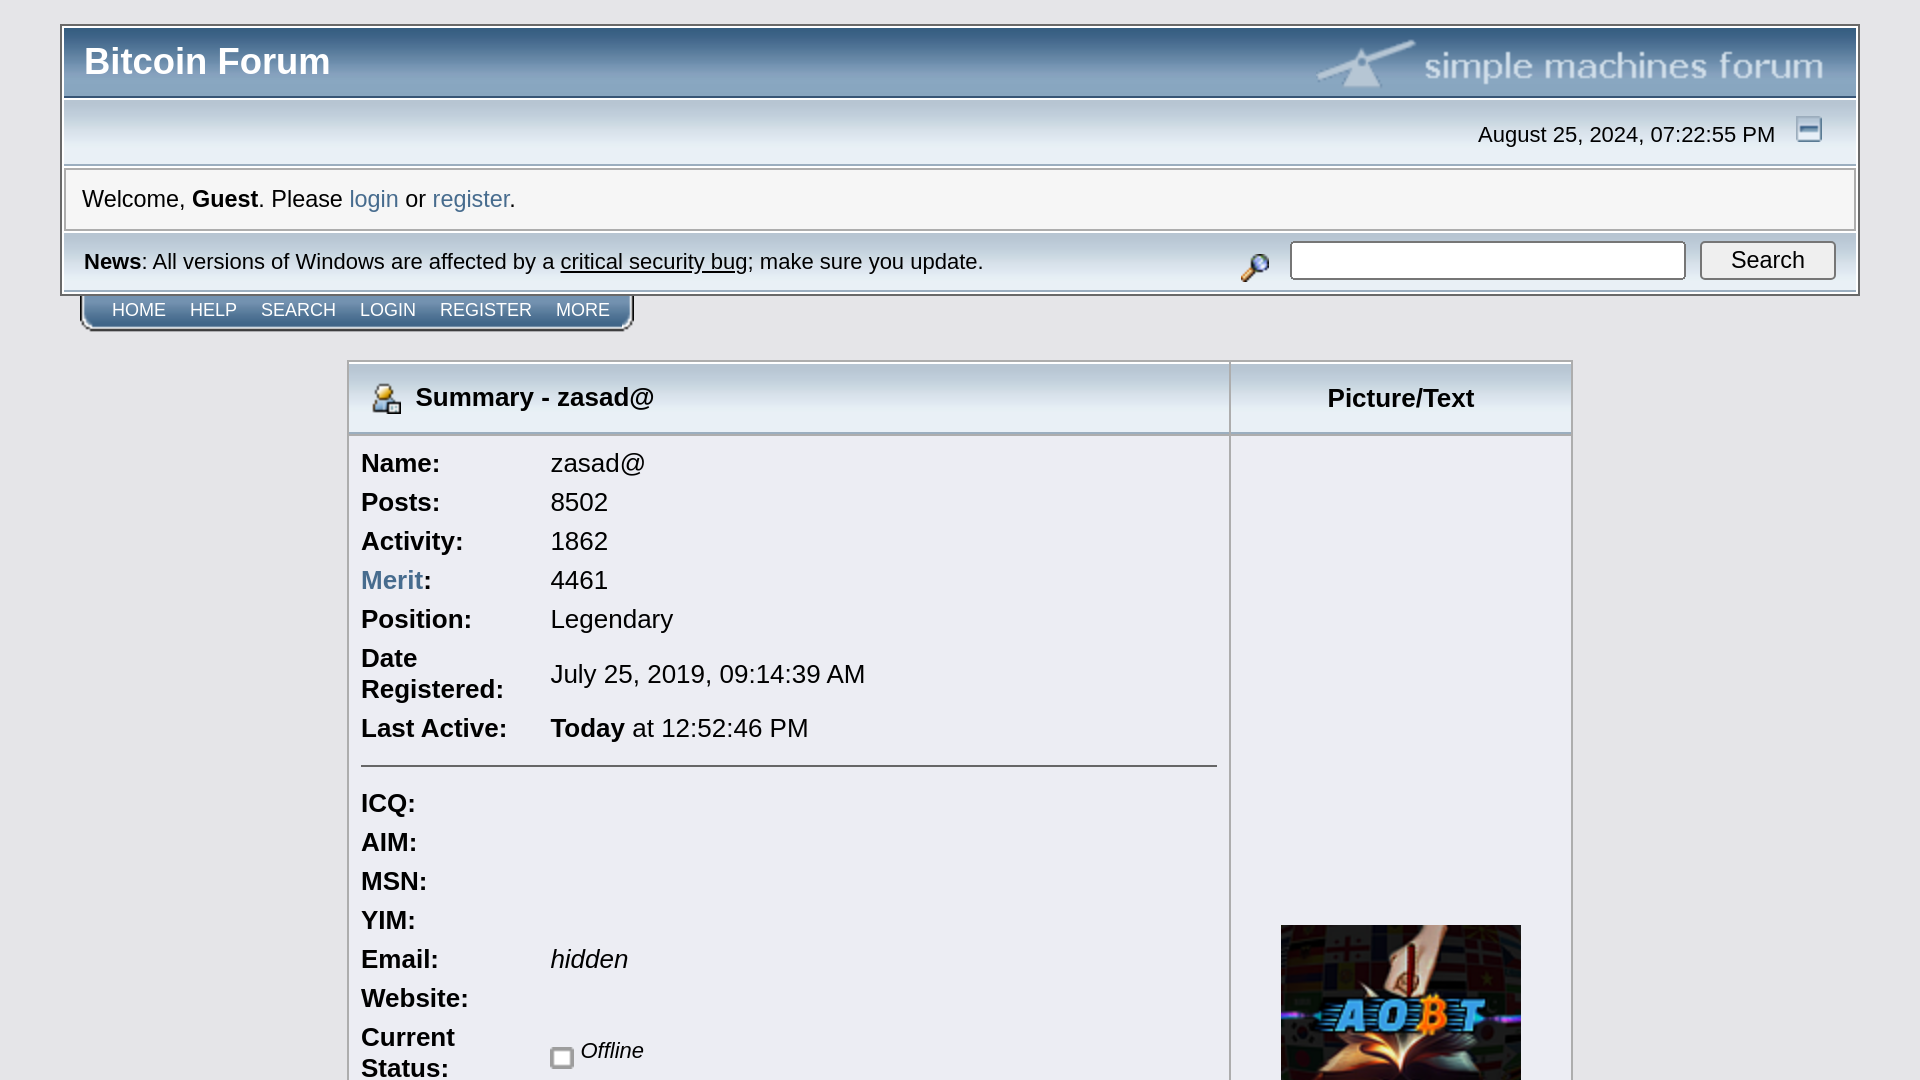 Bitcoin Forum
simple machines forum
August 25, 2024, 07:22:55 PM
Welcome, Guest. Please login or register.
News: All versions of Windows are affected by a critical security bug; make sure you update.
Search
HOME HELP SEARCH LOGIN REGISTER MORE
Summary - zasad@
Picture/Text
Name: zasad@
Posts: 8502
Activity: 1862
Merit: 4461
Position: Legendary
Date Registered: July 25, 2019, 09:14:39 AM
Last Active: Today at 12:52:46 PM
ICQ:
AIM:
MSN:
YIM:
Email: hidden
Website:
Current Status: Offline
AOBT